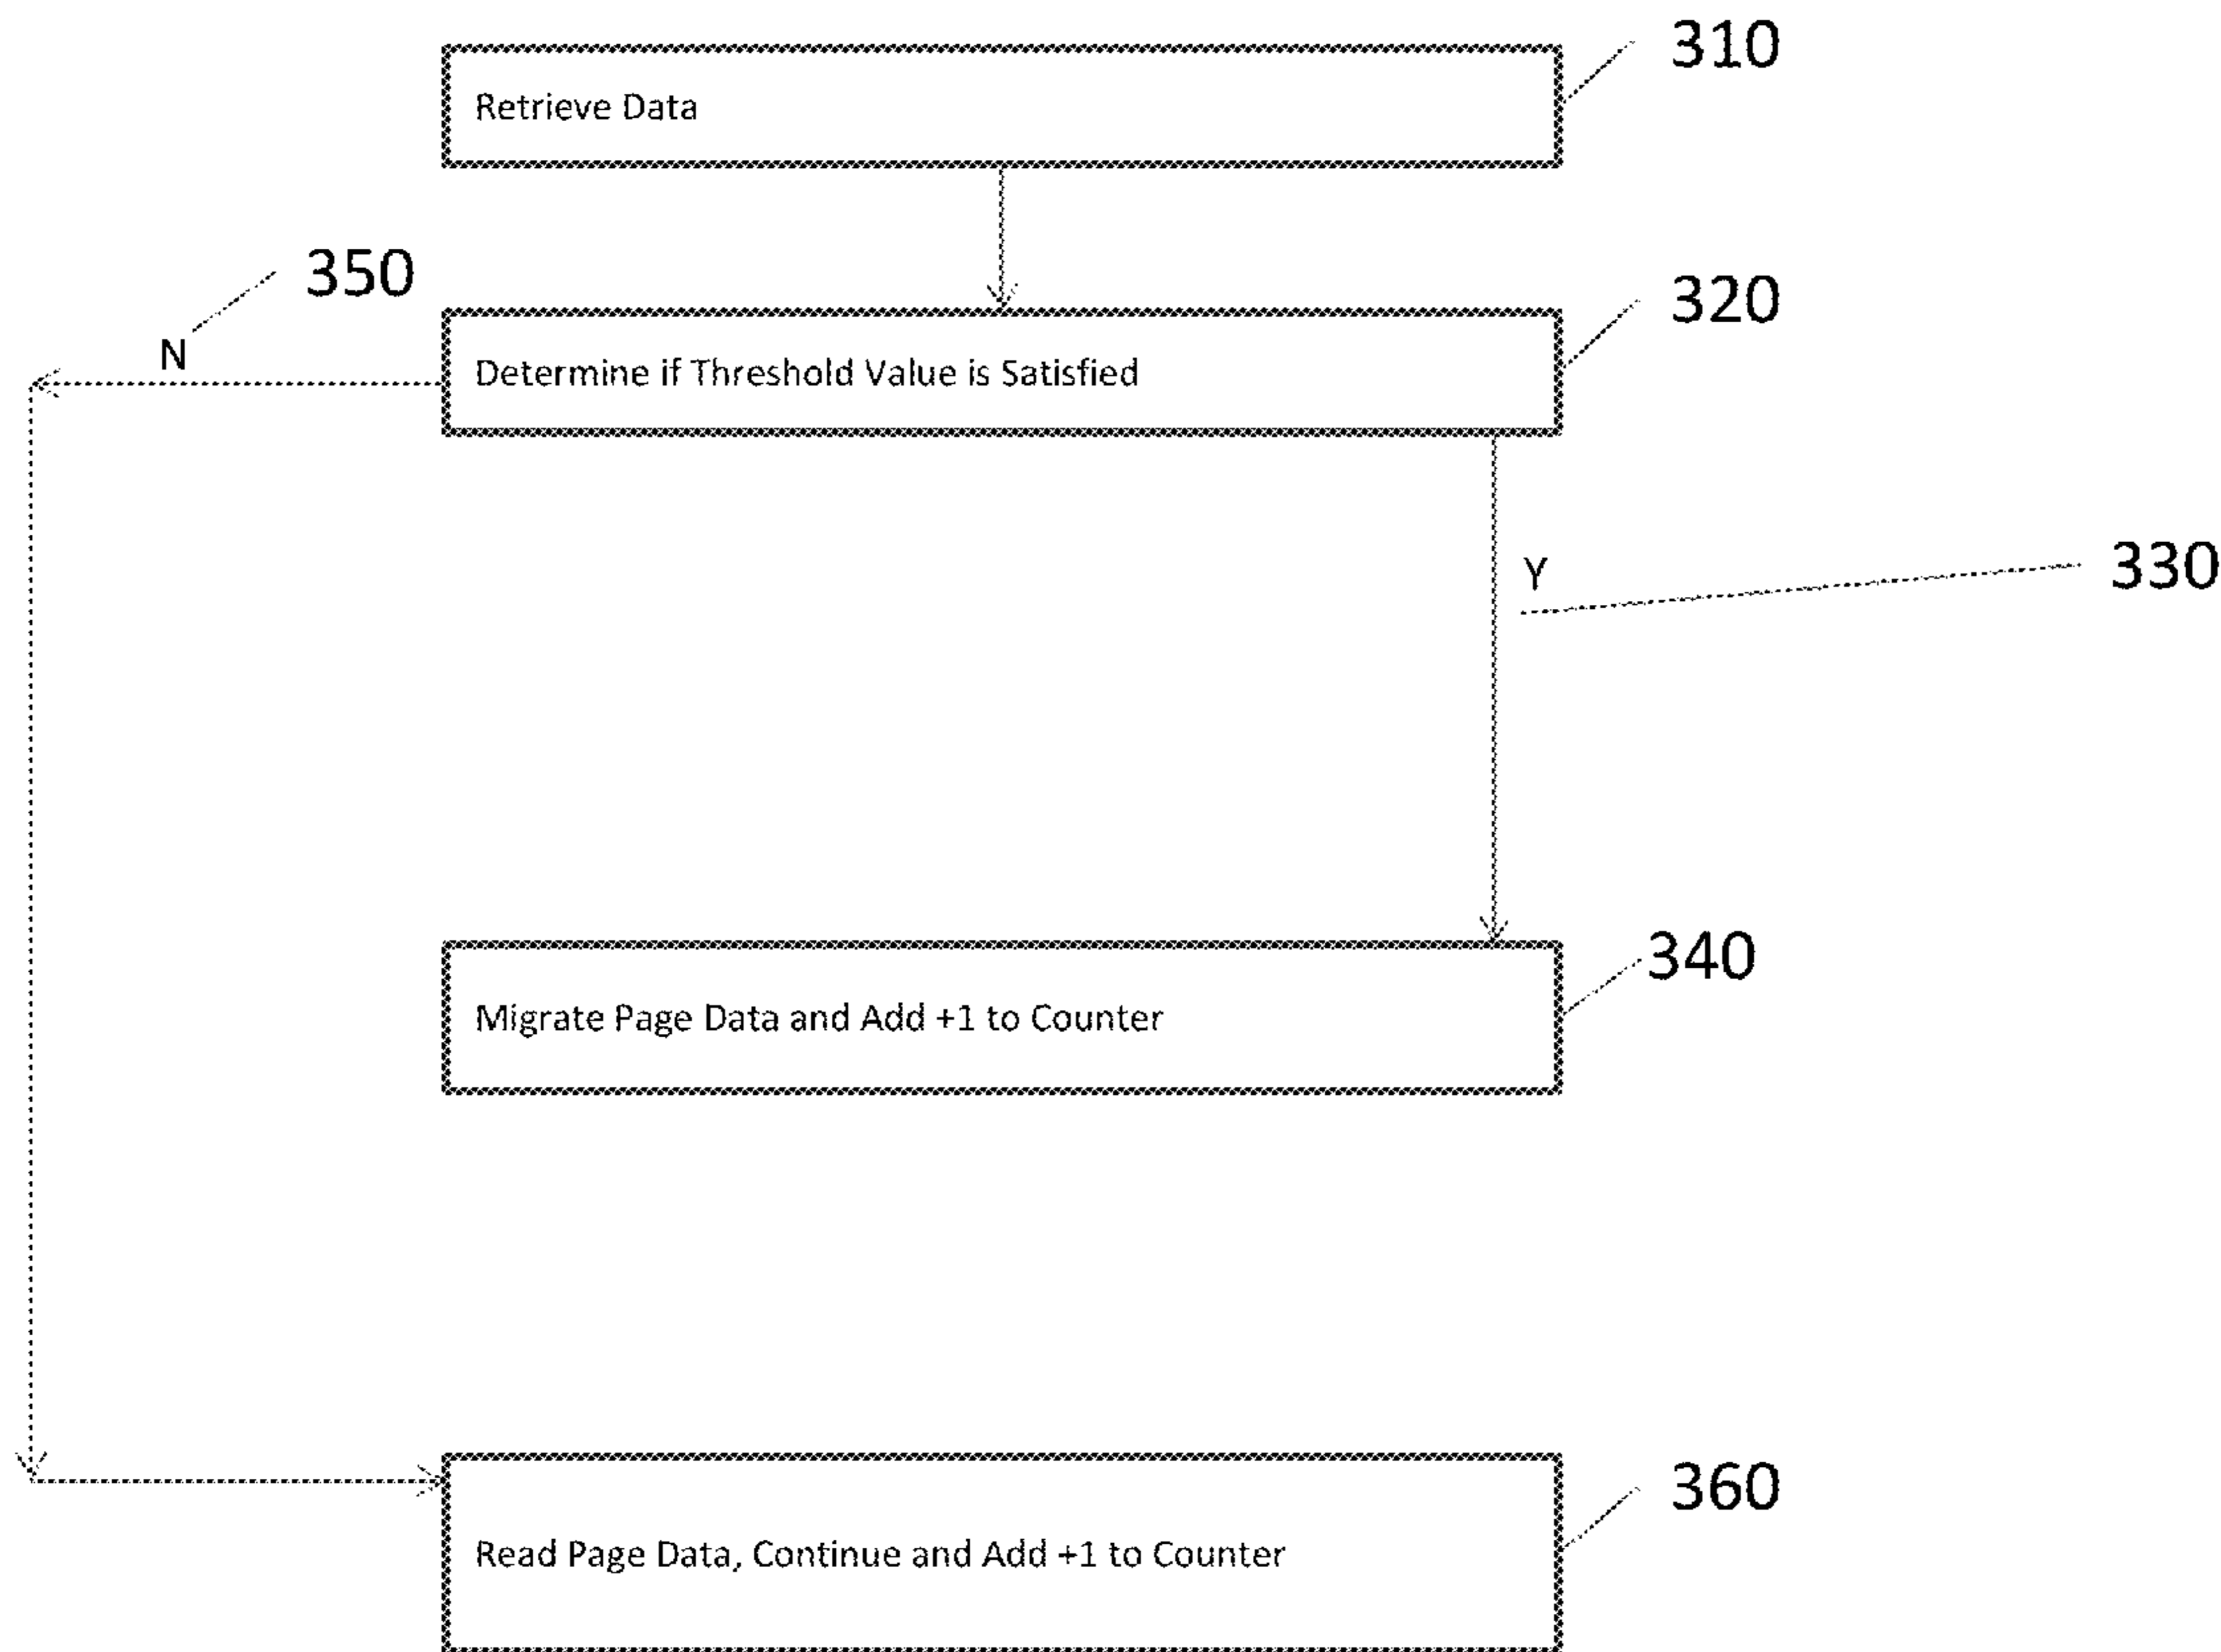 310
Retrieve Data
350
320
N
Determine if Threshold Value is Satisfied
Y
330
340
Migrate Page Data and Add +1 to Counter
360
Read Page Data, Continue and Add +1 to Counter